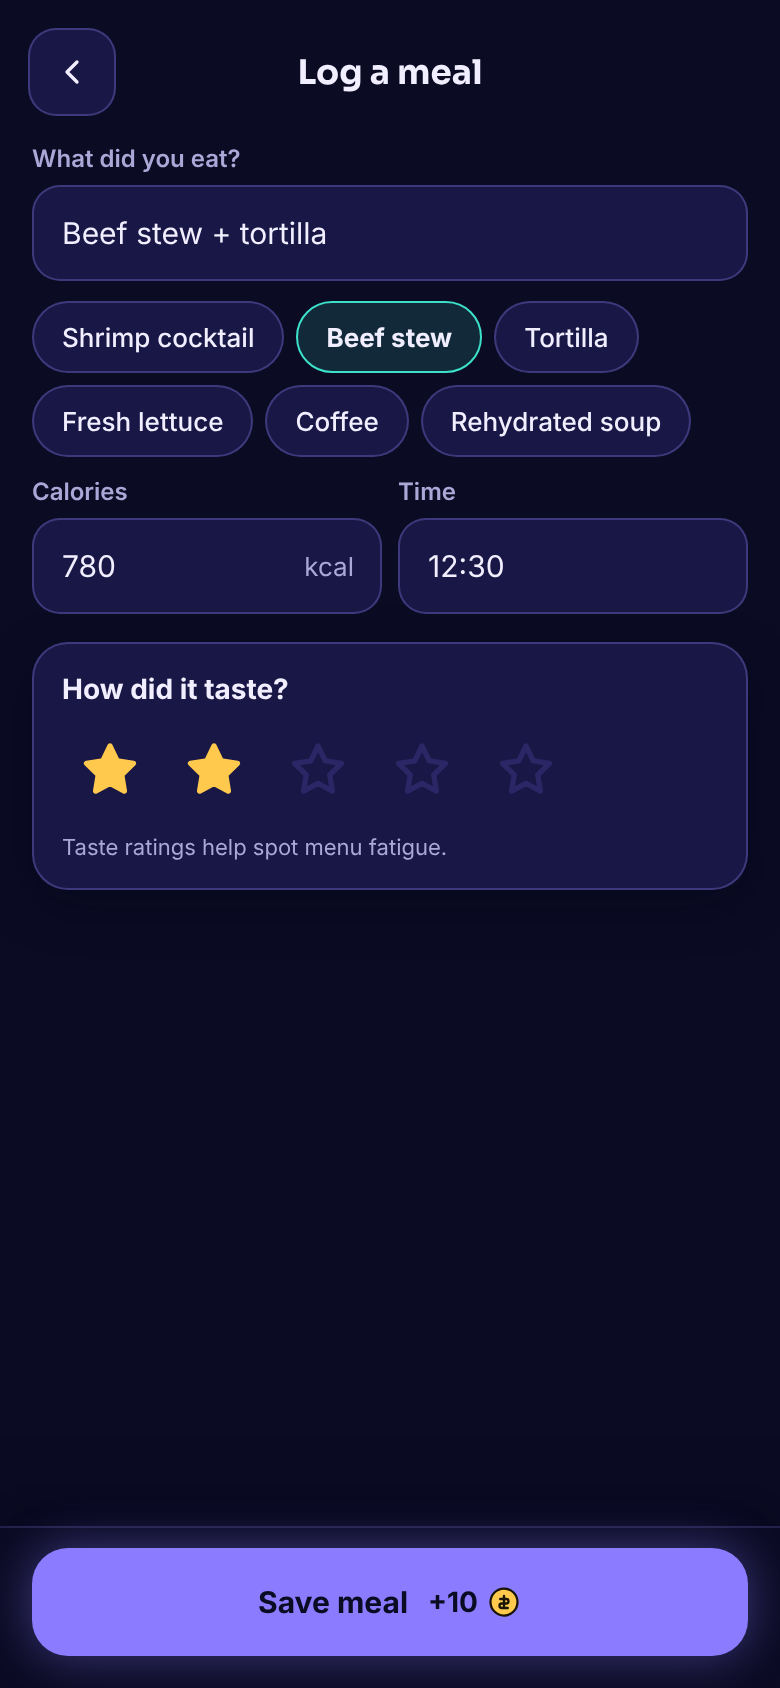 Log a meal
What did you eat?
Beef stew + tortilla
Shrimp cocktail Beef stew Tortilla
Fresh lettuce Coffee Rehydrated soup
Calories Time
780 kcal 12:30
How did it taste?
Taste ratings help spot menu fatigue.
Save meal +10